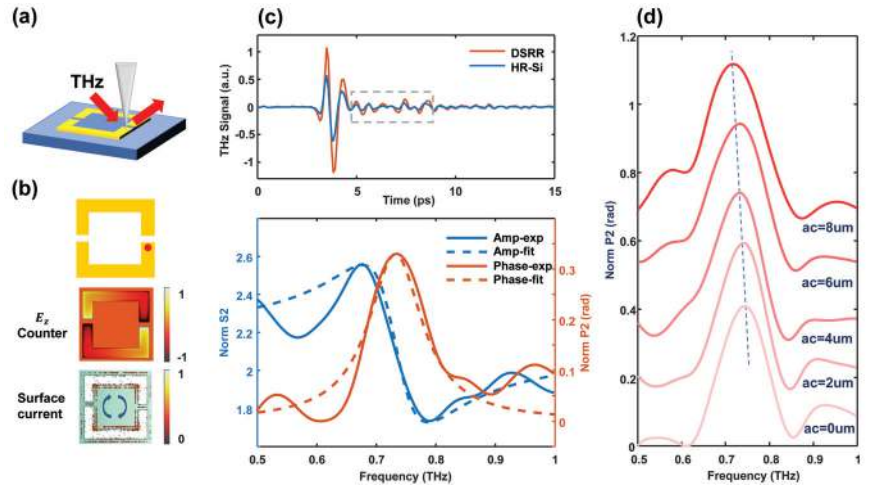 (a)
THz
(b)
E_z
Counter
1
-1
Surface
current
1
0
(c)
THz Signal (a.u.)
1
0.5
0
-0.5
-1
DSRR
HR-Si
0
5
10
15
Time (ps)
Norm S2
2.6
2.4
2.2
2
1.8
Amp-exp
Amp-fit
Phase-exp
Phase-fit
0.3
0.2
0.1
0
Norm P2 (rad)
0.5
0.6
0.7
0.8
0.9
1
Frequency (THz)
(d)
Norm P2 (rad)
1.2
1
0.8
0.6
0.4
0.2
0
ac=8um
ac=6um
ac=4um
ac=2um
ac=0um
0.5
0.6
0.7
0.8
0.9
1
Frequency (THz)